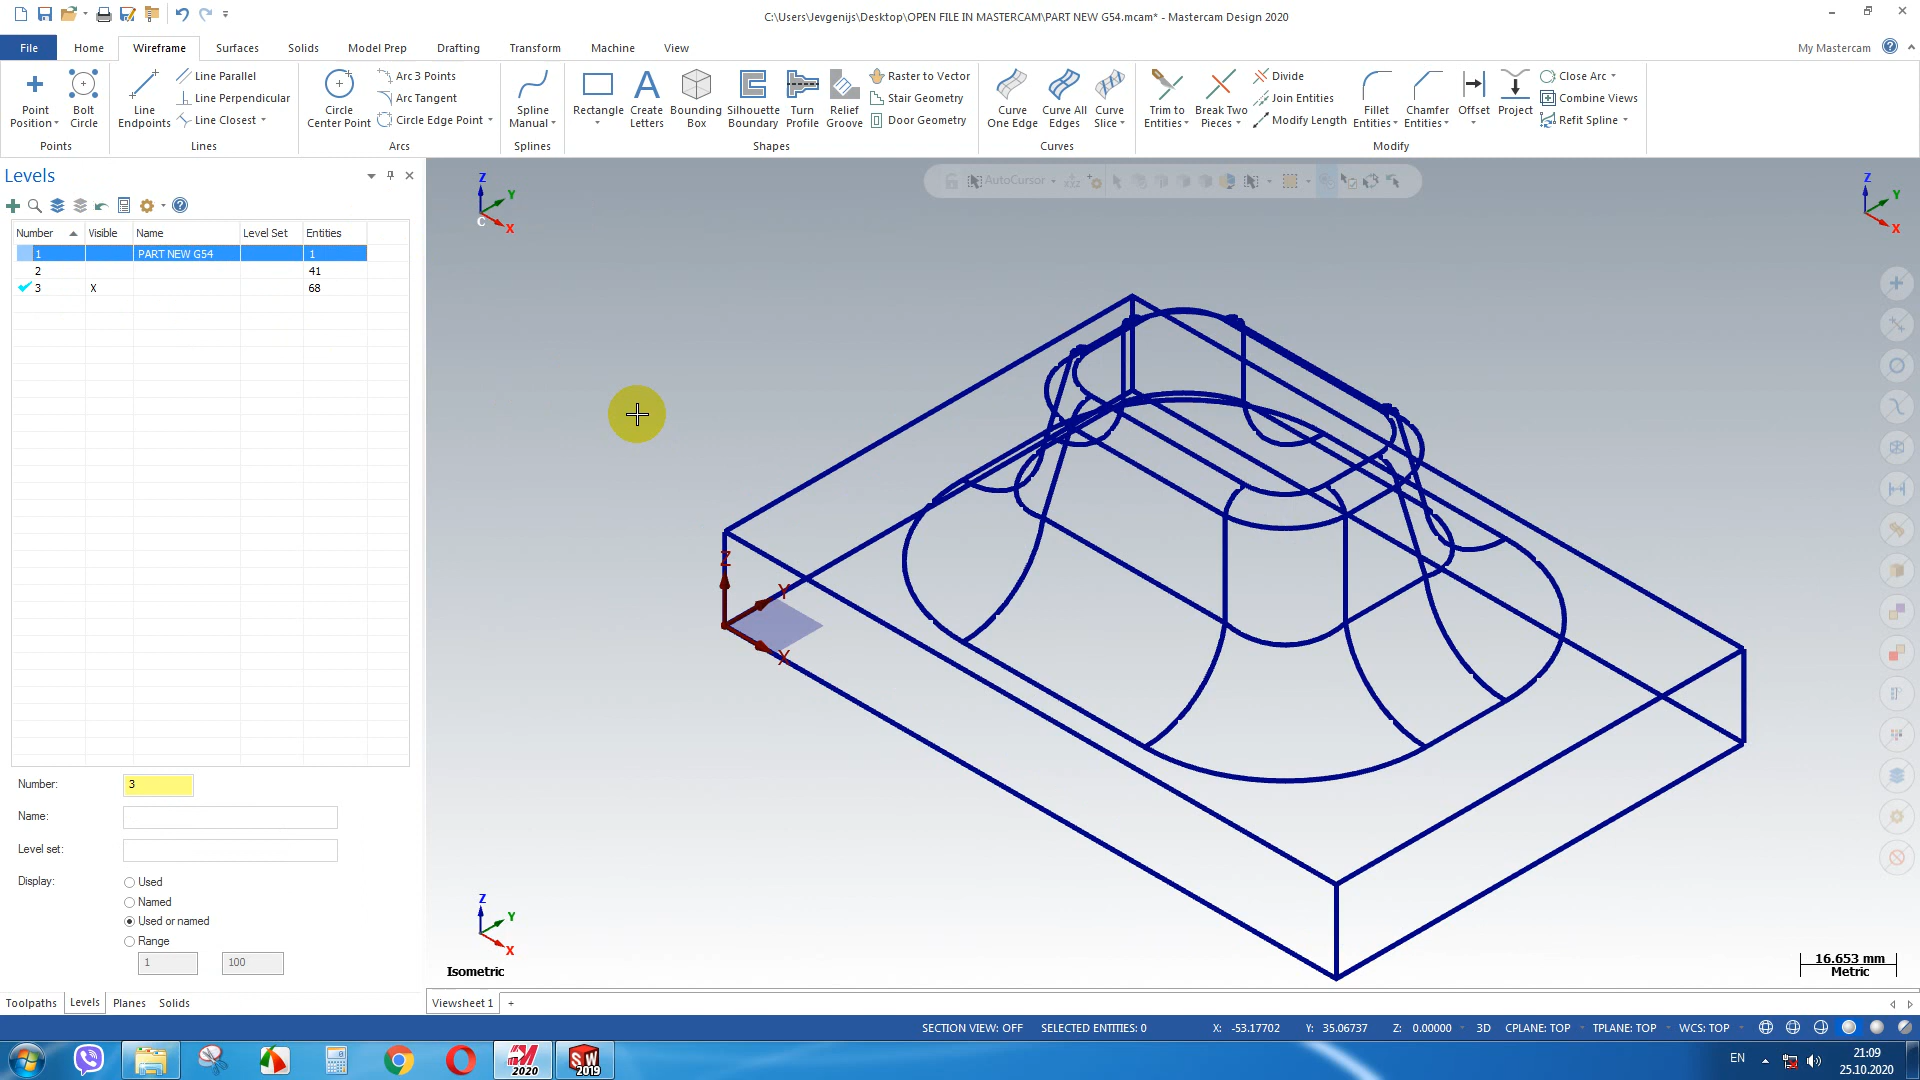 C:\Users\Jevgenijs\Desktop\OPEN FILE IN MASTERCAM\PART NEW G54.mcam* - Mastercam Design 2020
File Home Wireframe Surfaces Solids Model Prep Drafting Transform Machine View My Mastercam
Point Position
Bolt Circle
Points
Line Endpoints
Line Parallel
Line Perpendicular
Line Closest
Lines
Circle Center Point
Arc 3 Points
Arc Tangent
Circle Edge Point
Arcs
Spline Manual
Splines
Rectangle
Create Letters
Bounding Box
Silhouette Boundary
Turn Profile
Relief Groove
Raster to Vector
Stair Geometry
Door Geometry
Shapes
Curve One Edge
Curve All Edges
Curve Slice
Curves
Trim to Entities
Break Two Pieces
Divide
Join Entities
Modify Length
Fillet Entities
Chamfer Entities
Offset
Project
Close Arc
Combine Views
Refit Spline
Modify
Levels
Number Visible Name Level Set Entities
1 PART NEW G54 1
2 41
3 X 68
Number: 3
Name:
Level set:
Display:
Used
Named
Used or named
Range
1 100
Toolpaths Levels Planes Solids
AutoCursor
Z Y X C
Z Y X
Z Y X
Z Y X
Isometric
16.653 mm
Metric
Viewsheet 1 +
SECTION VIEW: OFF SELECTED ENTITIES: 0 X: -53.17702 Y: 35.06737 Z: 0.00000 3D CPLANE: TOP TPLANE: TOP WCS: TOP
2020
SW 2019
EN
21:09
25.10.2020